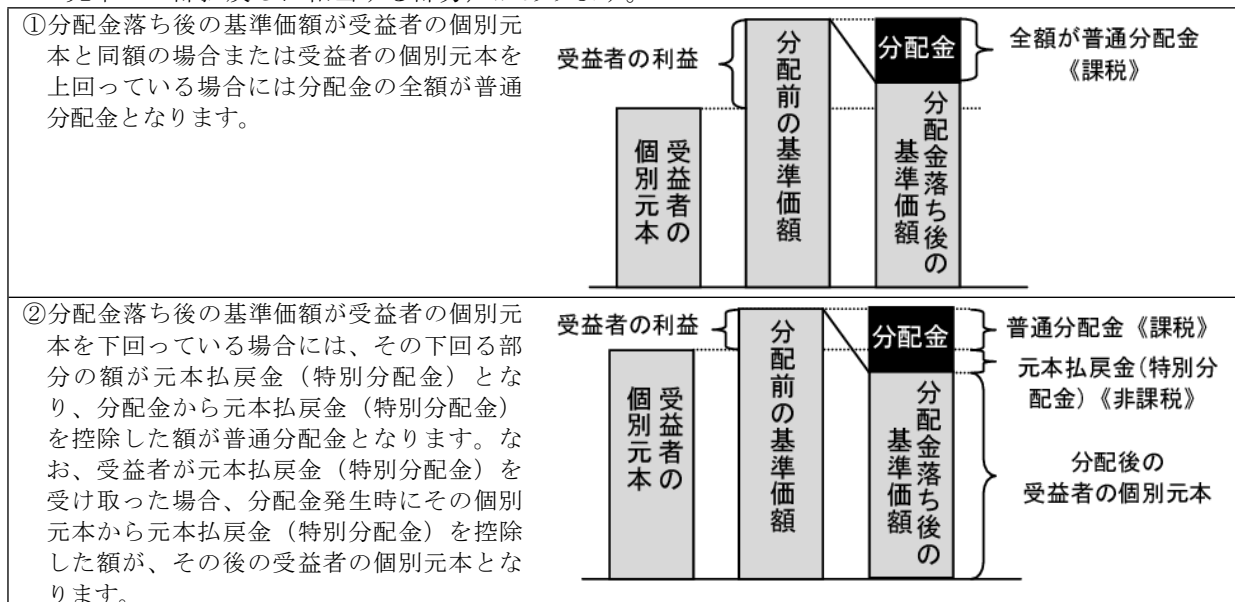 ①分配金落ち後の基準価額が受益者の個別元
本と同額の場合または受益者の個別元本を
上回っている場合には分配金の全額が普通
分配金となります。
受益者の利益
受益者の
個別元本
分配前の基準価額
分配金
分配金落ち後の
基準価額
全額が普通分配金
《課税》
②分配金落ち後の基準価額が受益者の個別元
本を下回っている場合には、その下回る部
分の額が元本払戻金（特別分配金）とな
り、分配金から元本払戻金（特別分配金）
を控除した額が普通分配金となります。な
お、受益者が元本払戻金（特別分配金）を
受け取った場合、分配金発生時にその個別
元本から元本払戻金（特別分配金）を控除
した額が、その後の受益者の個別元本とな
ります。
受益者の利益
受益者の
個別元本
分配前の基準価額
分配金
分配金落ち後の
基準価額
普通分配金《課税》
元本払戻金（特別分
配金）《非課税》
分配後の
受益者の個別元本